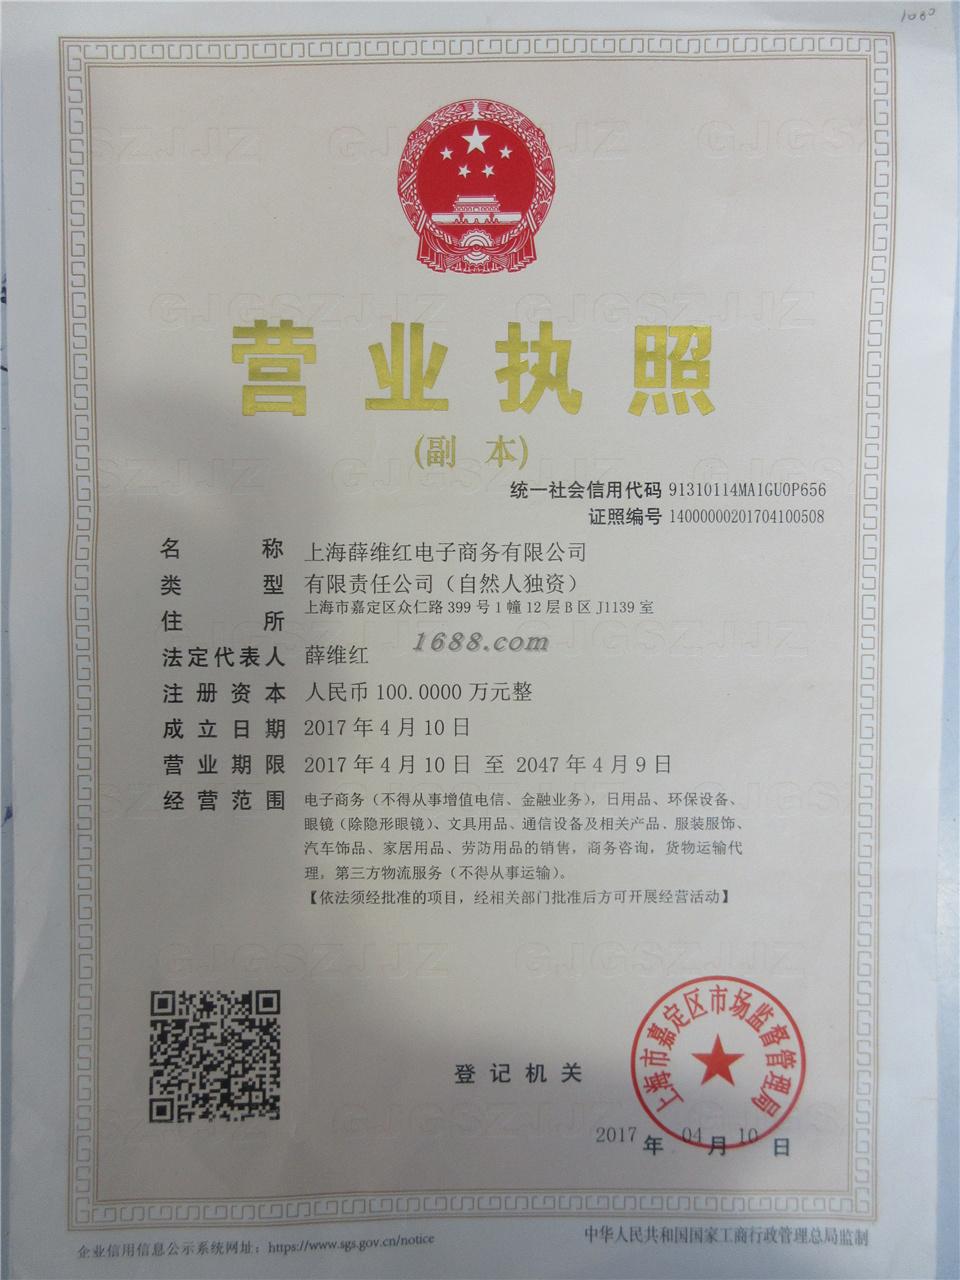 1080
营业执照
(副 本)
统一社会信用代码 91310114MA1GU0P656
证照编号 14000000201704100508
名称 上海薛维红电子商务有限公司
类型 有限责任公司（自然人独资）
住所 上海市嘉定区众仁路399号1幢12层B区J1139室
1688.com
法定代表人 薛维红
注册资本 人民币100.0000万元整
成立日期 2017年4月10日
营业期限 2017年4月10日 至 2047年4月9日
经营范围 电子商务（不得从事增值电信、金融业务），日用品、环保设备、
眼镜（除隐形眼镜）、文具用品、通信设备及相关产品、服装服饰、
汽车饰品、家居用品、劳防用品的销售，商务咨询，货物运输代
理，第三方物流服务（不得从事运输）。
【依法须经批准的项目，经相关部门批准后方可开展经营活动】
登记机关
上海市嘉定区市场监督管理局
2017年04月10日
企业信用信息公示系统网址：https://www.sgs.gov.cn/notice
中华人民共和国国家工商行政管理总局监制